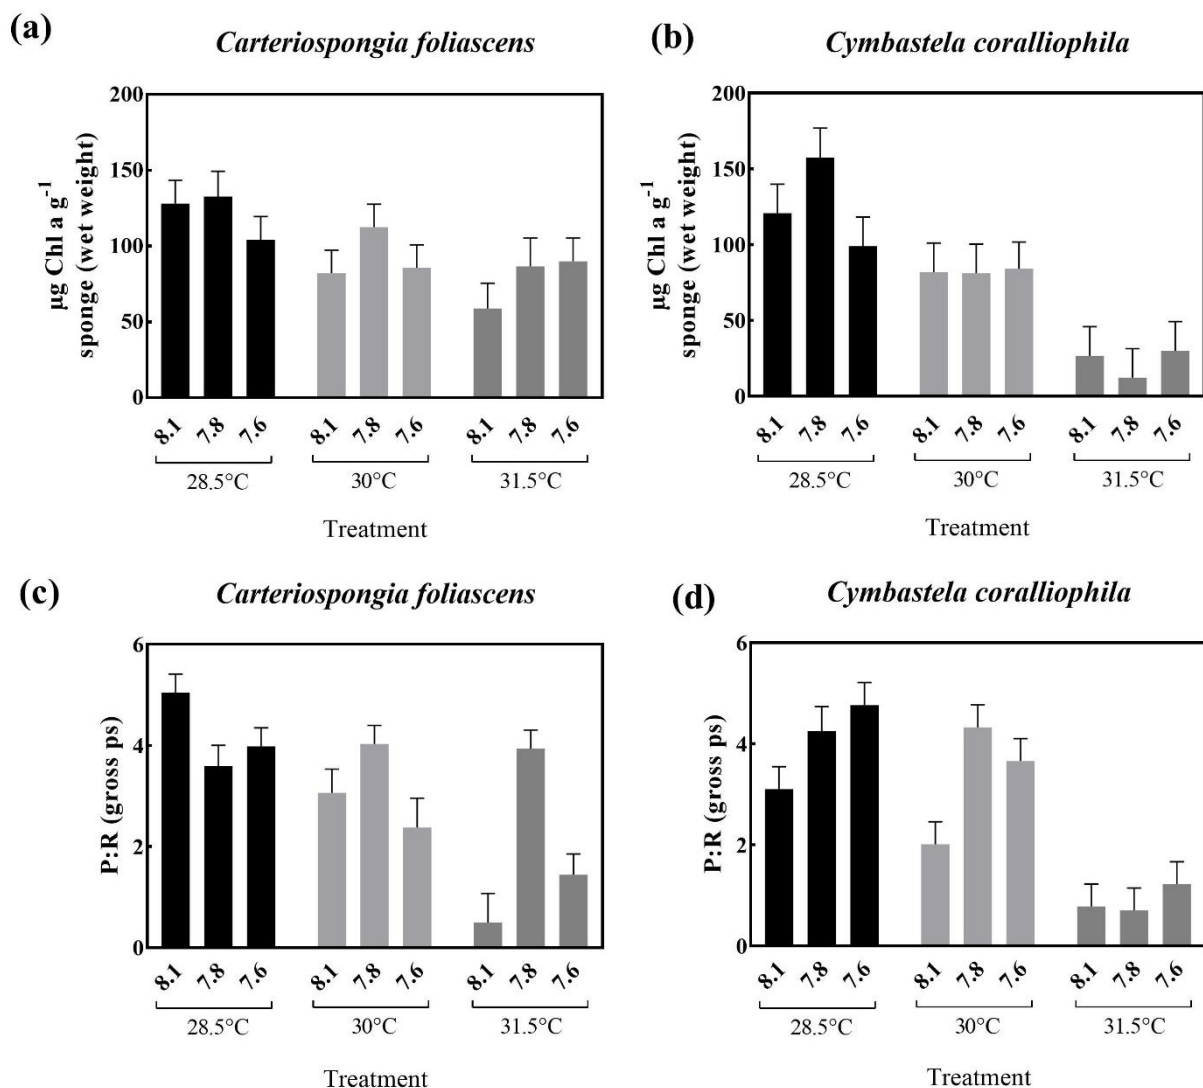 (a)
Carteriospongia foliascens
µg Chl a g-1
sponge (wet weight)
200
150
100
50
0
8.1 7.8 7.6 8.1 7.8 7.6 8.1 7.8 7.6
28.5°C 30°C 31.5°C
Treatment
(b)
Cymbastela coralliophila
µg Chl a g-1
sponge (wet weight)
200
150
100
50
0
8.1 7.8 7.6 8.1 7.8 7.6 8.1 7.8 7.6
28.5°C 30°C 31.5°C
Treatment
(c)
Carteriospongia foliascens
P:R (gross ps)
6
4
2
0
8.1 7.8 7.6 8.1 7.8 7.6 8.1 7.8 7.6
28.5°C 30°C 31.5°C
Treatment
(d)
Cymbastela coralliophila
P:R (gross ps)
6
4
2
0
8.1 7.8 7.6 8.1 7.8 7.6 8.1 7.8 7.6
28.5°C 30°C 31.5°C
Treatment